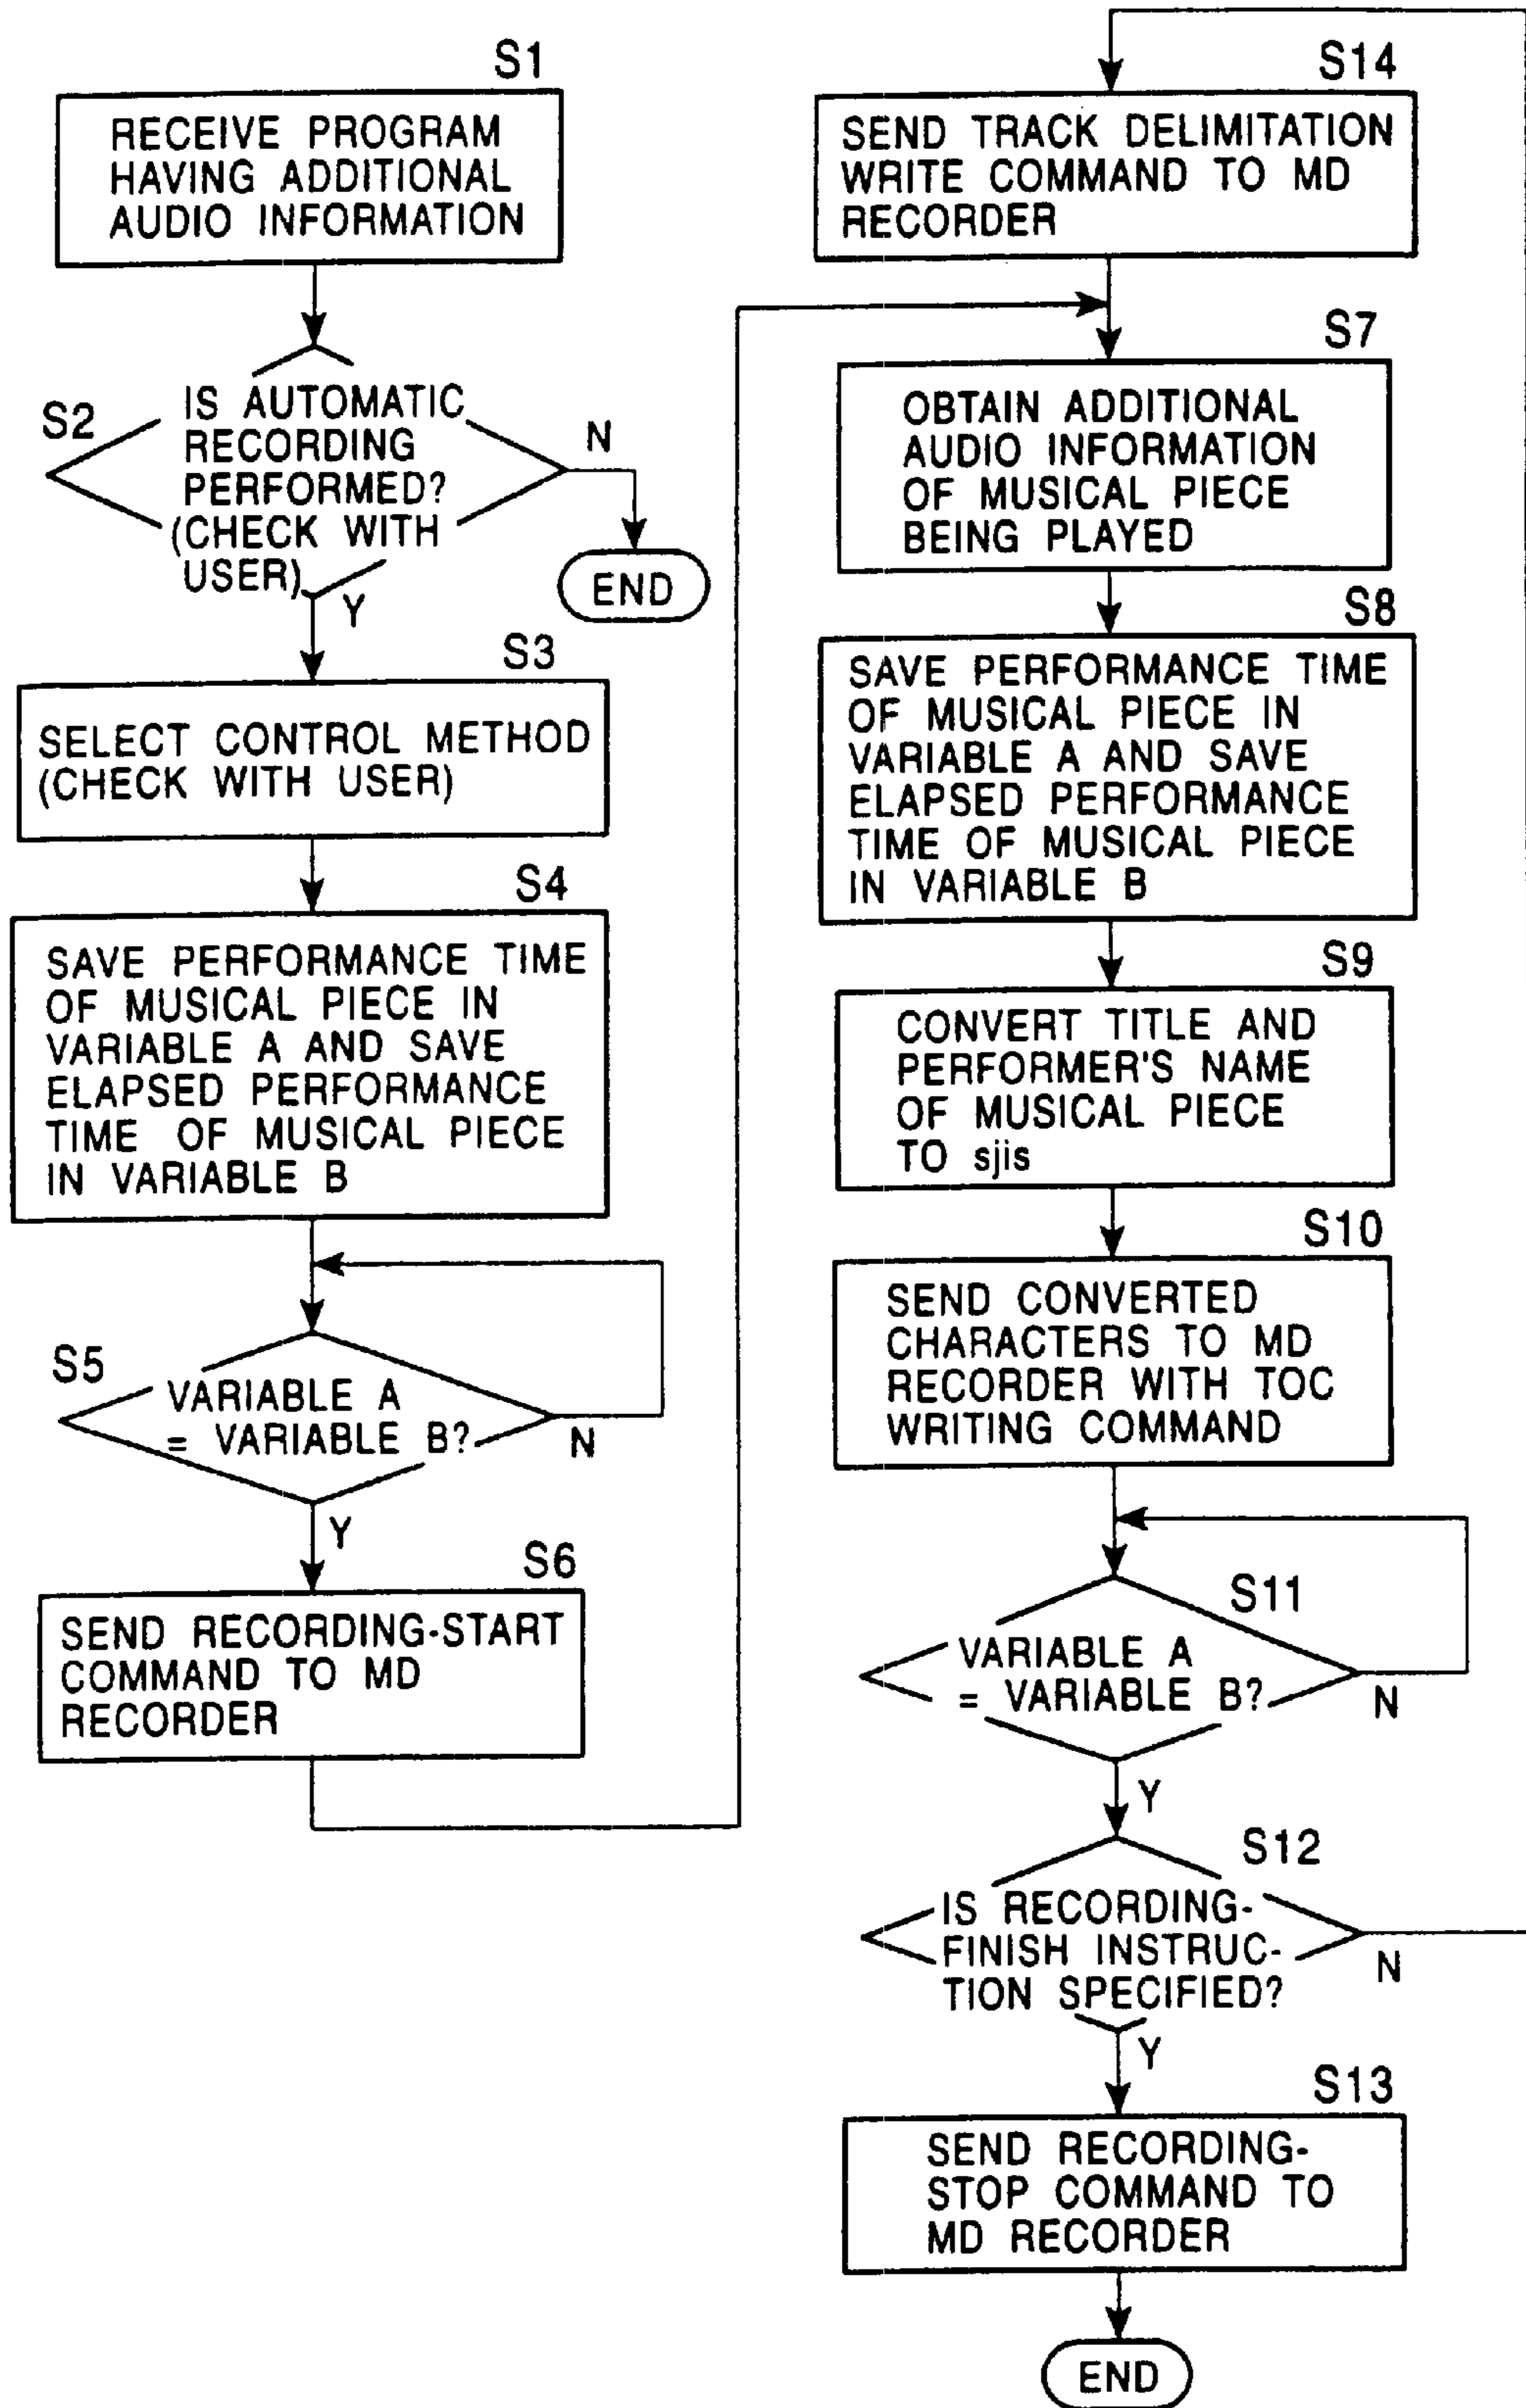 S1
RECEIVE PROGRAM
HAVING ADDITIONAL
AUDIO INFORMATION
S2
IS AUTOMATIC
RECORDING
PERFORMED?
(CHECK WITH
USER)
N
END
Y
S3
SELECT CONTROL METHOD
(CHECK WITH USER)
S4
SAVE PERFORMANCE TIME
OF MUSICAL PIECE IN
VARIABLE A AND SAVE
ELAPSED PERFORMANCE
TIME OF MUSICAL PIECE
IN VARIABLE B
S5
VARIABLE A
= VARIABLE B?
N
Y
S6
SEND RECORDING-START
COMMAND TO MD
RECORDER
S14
SEND TRACK DELIMITATION
WRITE COMMAND TO MD
RECORDER
S7
OBTAIN ADDITIONAL
AUDIO INFORMATION
OF MUSICAL PIECE
BEING PLAYED
S8
SAVE PERFORMANCE TIME
OF MUSICAL PIECE IN
VARIABLE A AND SAVE
ELAPSED PERFORMANCE
TIME OF MUSICAL PIECE
IN VARIABLE B
S9
CONVERT TITLE AND
PERFORMER'S NAME
OF MUSICAL PIECE
TO sjis
S10
SEND CONVERTED
CHARACTERS TO MD
RECORDER WITH TOC
WRITING COMMAND
S11
VARIABLE A
= VARIABLE B?
N
Y
S12
IS RECORDING-
FINISH INSTRUC-
TION SPECIFIED?
N
Y
S13
SEND RECORDING-
STOP COMMAND TO
MD RECORDER
END